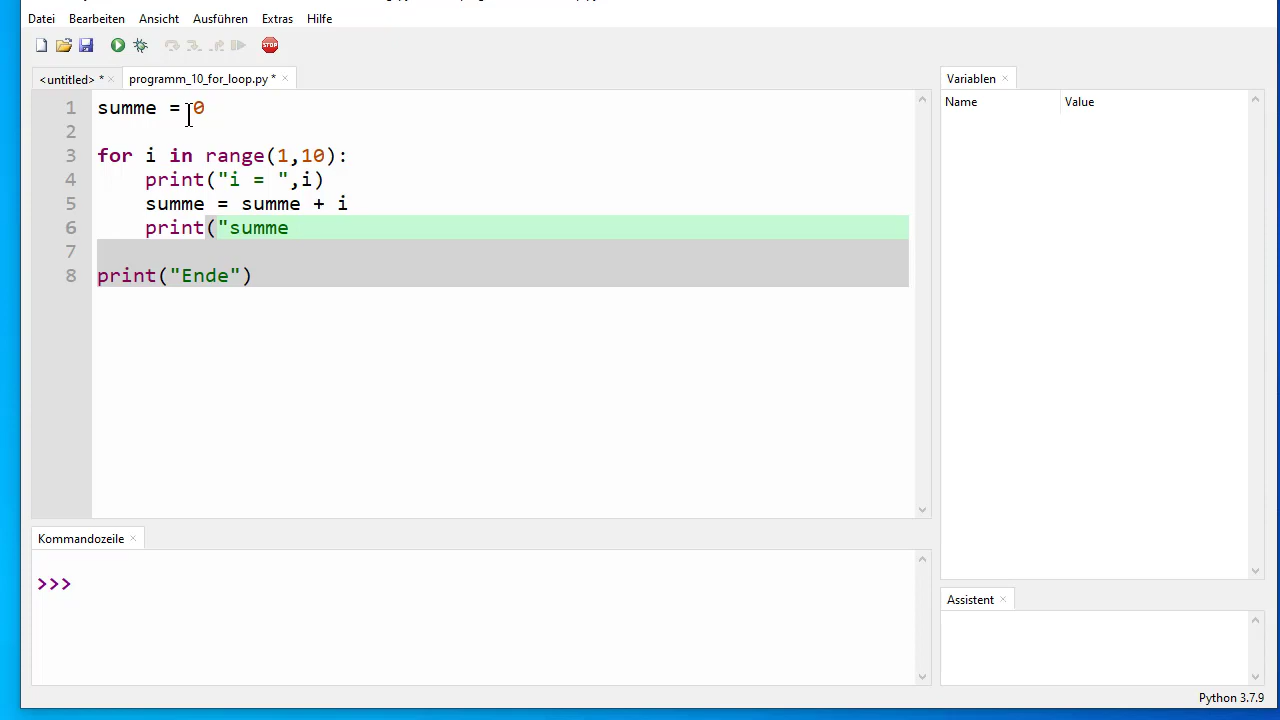 Datei Bearbeiten Ansicht Ausführen Extras Hilfe
STOP
<untitled> * × programm_10_for_loop.py * ×
1 summe = 0
2
3 for i in range(1,10):
4     print("i = ",i)
5     summe = summe + i
6     print("summe
7
8 print("Ende")
Kommandozeile ×
>>>
Variablen ×
Name Value
Assistent ×
Python 3.7.9